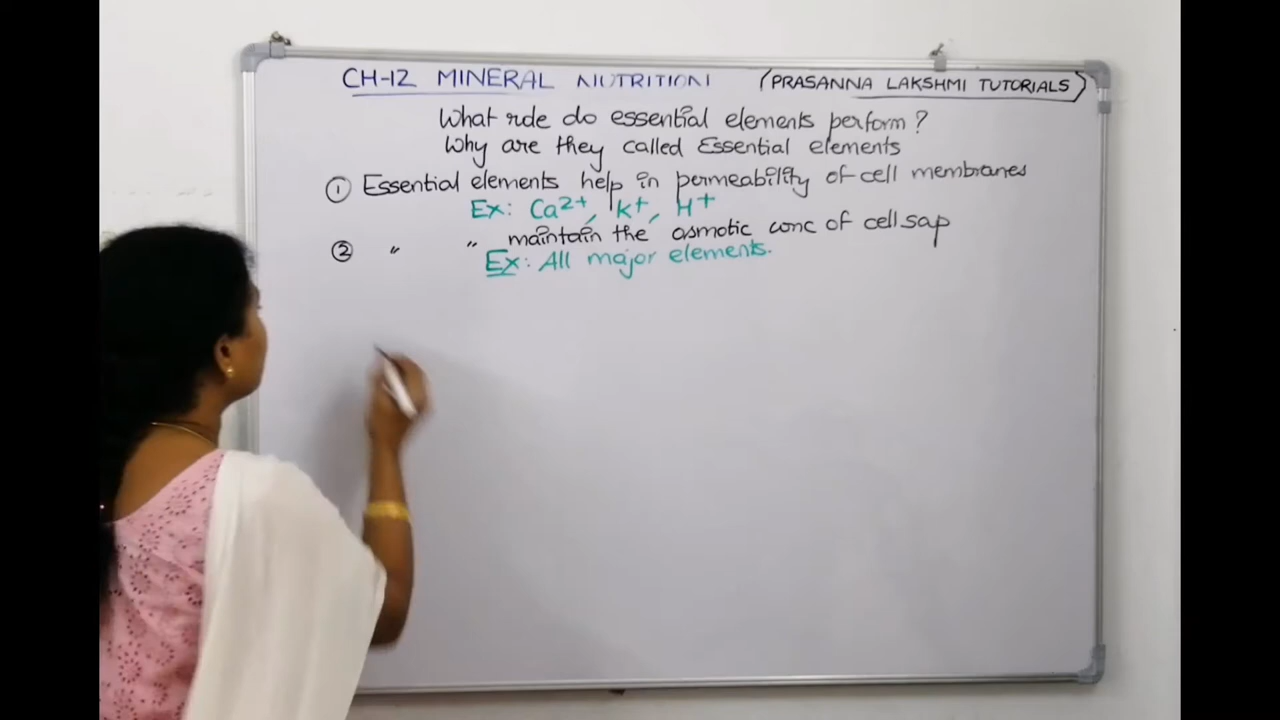 CH-12 MINERAL NUTRITION (PRASANNA LAKSHMI TUTORIALS)
What role do essential elements perform?
Why are they called Essential elements
① Essential elements help in permeability of cell membranes
Ex: Ca2+, K+, H+
② " " maintain the osmotic conc of cell sap
Ex: All major elements.